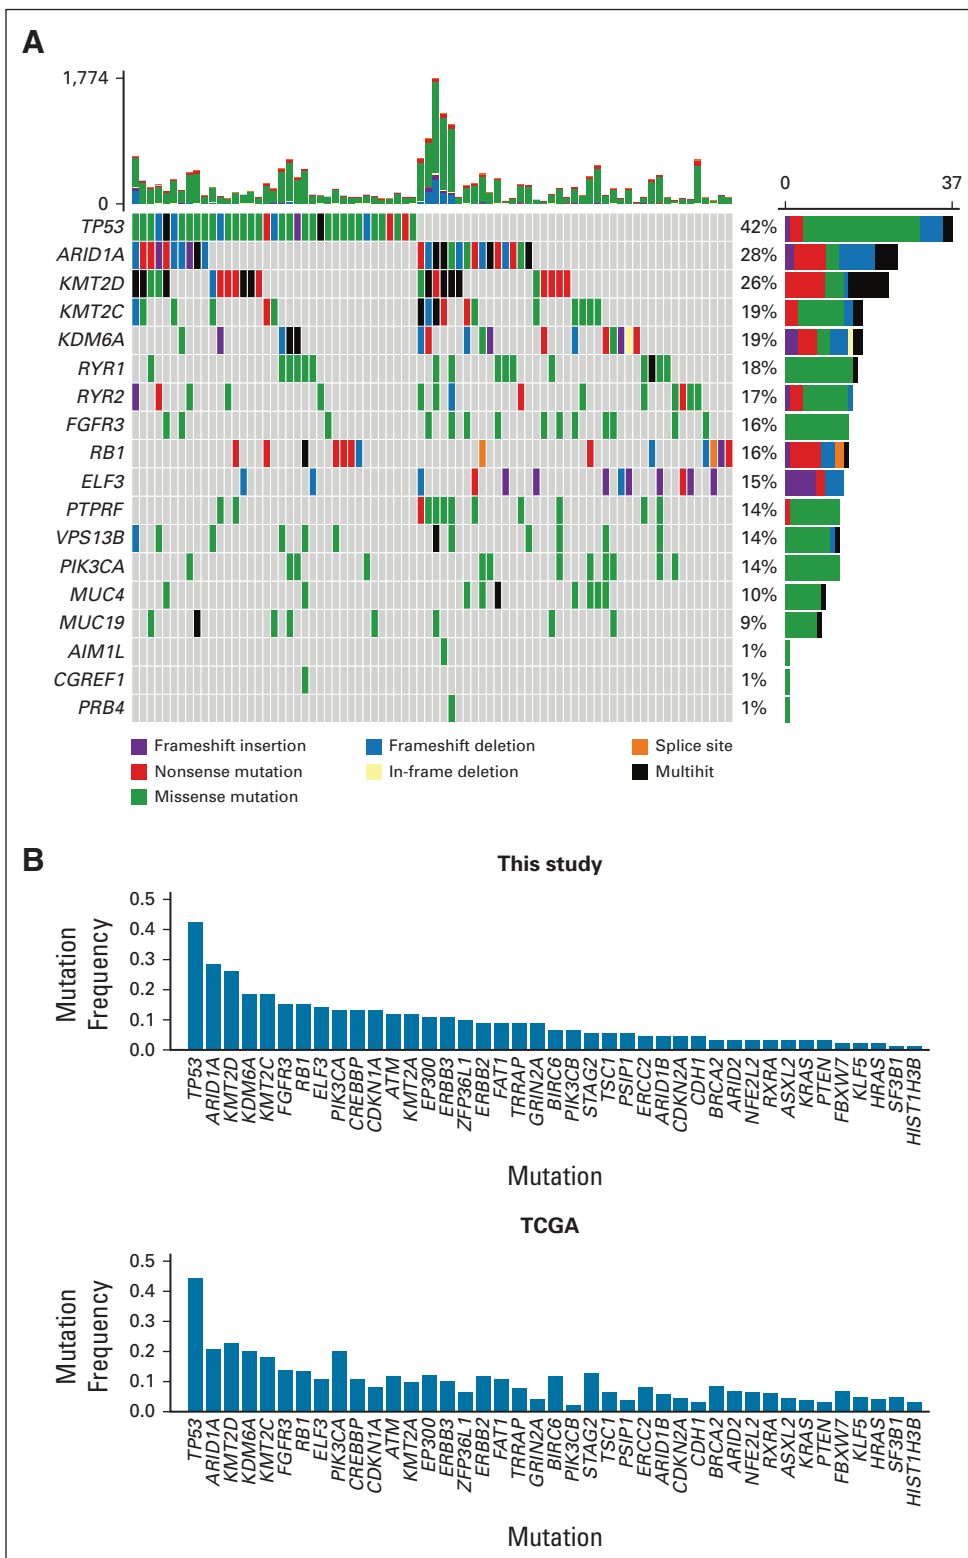 A
1,774
0
0 37
TP53 42%
ARID1A 28%
KMT2D 26%
KMT2C 19%
KDM6A 19%
RYR1 18%
RYR2 17%
FGFR3 16%
RB1 16%
ELF3 15%
PTPRF 14%
VPS13B 14%
PIK3CA 14%
MUC4 10%
MUC19 9%
AIM1L 1%
CGREF1 1%
PRB4 1%
Frameshift insertion Frameshift deletion Splice site
Nonsense mutation In-frame deletion Multihit
Missense mutation
B
This study
Mutation
Frequency
0.5
0.4
0.3
0.2
0.1
0.0
TP53 ARID1A KMT2D KDM6A KMT2C FGFR3 RB1 ELF3 PIK3CA CREBBP CDKN1A ATM KMT2A EP300 ERBB3 ZFP36L1 ERBB2 FAT1 TRRAP GRIN2A BIRC6 PIK3CB STAG2 TSC1 PSIP1 ERCC2 ARID1B CDKN2A CDH1 BRCA2 ARID2 NFE2L2 RXRA ASXL2 KRAS PTEN FBXW7 KLF5 HRAS SF3B1 HIST1H3B
Mutation
TCGA
Mutation
Frequency
0.5
0.4
0.3
0.2
0.1
0.0
TP53 ARID1A KMT2D KDM6A KMT2C FGFR3 RB1 ELF3 PIK3CA CREBBP CDKN1A ATM KMT2A EP300 ERBB3 ZFP36L1 ERBB2 FAT1 TRRAP GRIN2A BIRC6 PIK3CB STAG2 TSC1 PSIP1 ERCC2 ARID1B CDKN2A CDH1 BRCA2 ARID2 NFE2L2 RXRA ASXL2 KRAS PTEN FBXW7 KLF5 HRAS SF3B1 HIST1H3B
Mutation